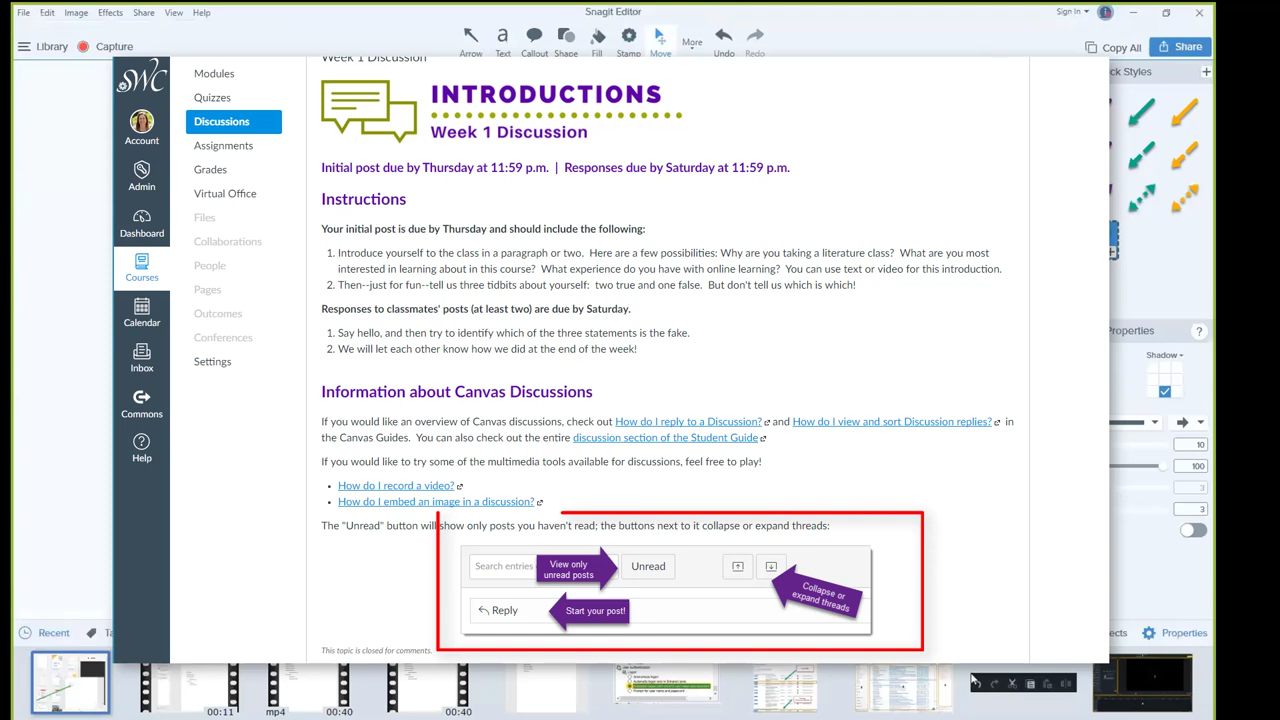 File Edit Image Effects Share View Help
Snagit Editor
Sign In
Library Capture
Arrow Text Callout Shape Fill Stamp Move More Undo Redo
Copy All Share
SWC
Account
Admin
Dashboard
Courses
Calendar
Inbox
Commons
Help
Modules
Quizzes
Discussions
Assignments
Grades
Virtual Office
Files
Collaborations
People
Pages
Outcomes
Conferences
Settings
Week 1 Discussion
INTRODUCTIONS
Week 1 Discussion
Initial post due by Thursday at 11:59 p.m. | Responses due by Saturday at 11:59 p.m.
Instructions
Your initial post is due by Thursday and should include the following:
1. Introduce yourself to the class in a paragraph or two. Here are a few possibilities: Why are you taking a literature class? What are you most
interested in learning about in this course? What experience do you have with online learning? You can use text or video for this introduction.
2. Then--just for fun--tell us three tidbits about yourself: two true and one false. But don't tell us which is which!
Responses to classmates' posts (at least two) are due by Saturday.
1. Say hello, and then try to identify which of the three statements is the fake.
2. We will let each other know how we did at the end of the week!
Information about Canvas Discussions
If you would like an overview of Canvas discussions, check out How do I reply to a Discussion? and How do I view and sort Discussion replies? in
the Canvas Guides. You can also check out the entire discussion section of the Student Guide
If you would like to try some of the multimedia tools available for discussions, feel free to play!
• How do I record a video?
• How do I embed an image in a discussion?
The "Unread" button will show only posts you haven't read; the buttons next to it collapse or expand threads:
Search entries
View only
unread posts
Unread
Collapse or
expand threads
Reply
Start your post!
This topic is closed for comments.
Styles
Properties ?
Shadow
10
100
3
3
Recent
Properties
00:11 mp4 00:40 00:40